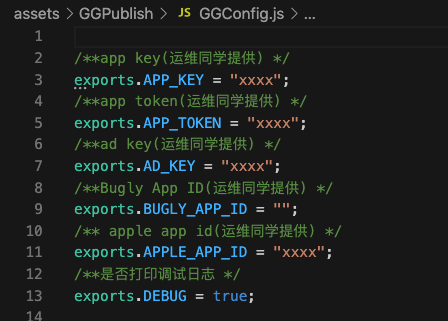 assets > GGPublish > JS GGConfig.js > ...
1
2 /**app key(运维同学提供) */
3 exports.APP_KEY = "xxxx";
4 /**app token(运维同学提供) */
5 exports.APP_TOKEN = "xxxx";
6 /**ad key(运维同学提供) */
7 exports.AD_KEY = "xxxx";
8 /**Bugly App ID(运维同学提供) */
9 exports.BUGLY_APP_ID = "";
10 /** apple app id(运维同学提供) */
11 exports.APPLE_APP_ID = "xxxx";
12 /**是否打印调试日志 */
13 exports.DEBUG = true;
14